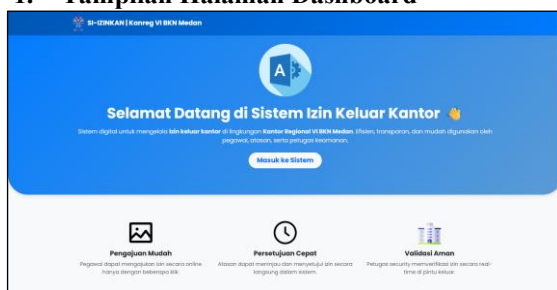 1. Tampilan Halaman Dashboard
SI-IZINKAN | Kanreg VI BKN Medan
A
Selamat Datang di Sistem Izin Keluar Kantor 👋
Sistem digital untuk mengelola izin keluar kantor di lingkungan Kantor Regional VI BKN Medan. Efisien, transparan, dan mudah digunakan oleh
pegawai, atasan, serta petugas keamanan.
Masuk ke Sistem
Pengajuan Mudah
Pegawai dapat mengajukan izin secara online
hanya dengan beberapa klik.
Persetujuan Cepat
Atasan dapat meninjau dan menyetujui izin secara
langsung dalam sistem.
Validasi Aman
Petugas security memverifikasi izin secara real-
time di pintu keluar.